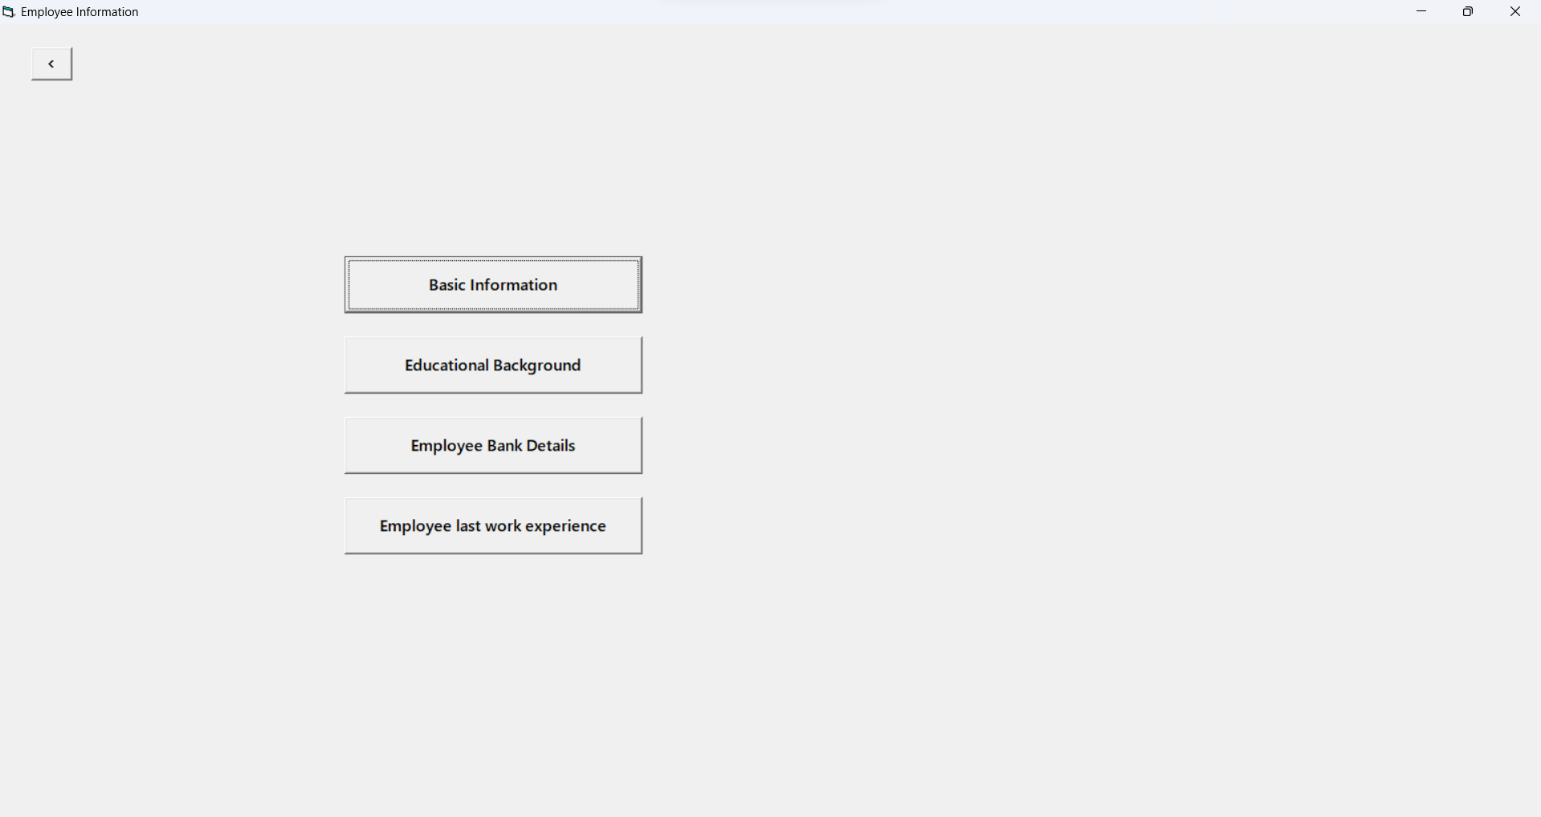 Employee Information
<
Basic Information
Educational Background
Employee Bank Details
Employee last work experience